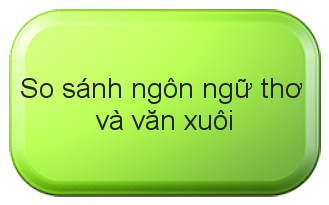 So sánh ngôn ngữ thơ
và văn xuôi